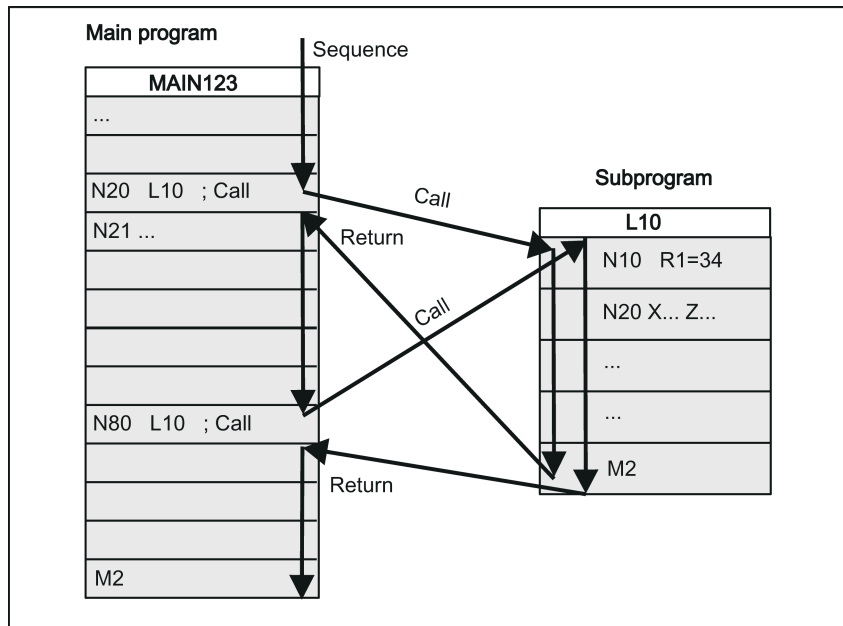 Main program
Sequence
MAIN123
...
N20 L10 ; Call
N21 ...
N80 L10 ; Call
M2
Call
Return
Call
Return
Subprogram
L10
N10 R1=34
N20 X... Z...
...
...
M2